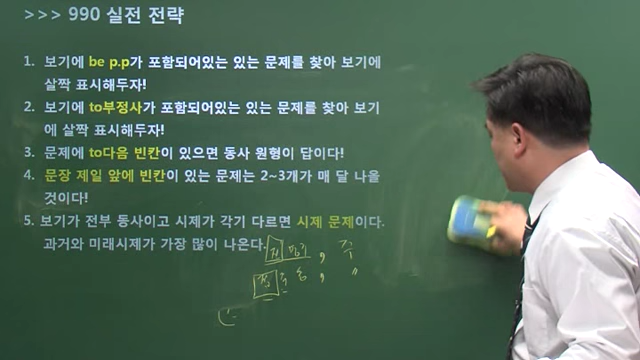 >>> 990 실전 전략
1. 보기에 be p.p가 포함되어있는 있는 문제를 찾아 보기에
살짝 표시해두자!
2. 보기에 to부정사가 포함되어있는 있는 문제를 찾아 보기
에 살짝 표시해두자!
3. 문제에 to다음 빈칸이 있으면 동사 원형이 답이다!
4. 문장 제일 앞에 빈칸이 있는 문제는 2~3개가 매 달 나올
것이다!
5. 보기가 전부 동사이고 시제가 각기 다르면 시제 문제이다.
과거와 미래시제가 가장 많이 나온다.